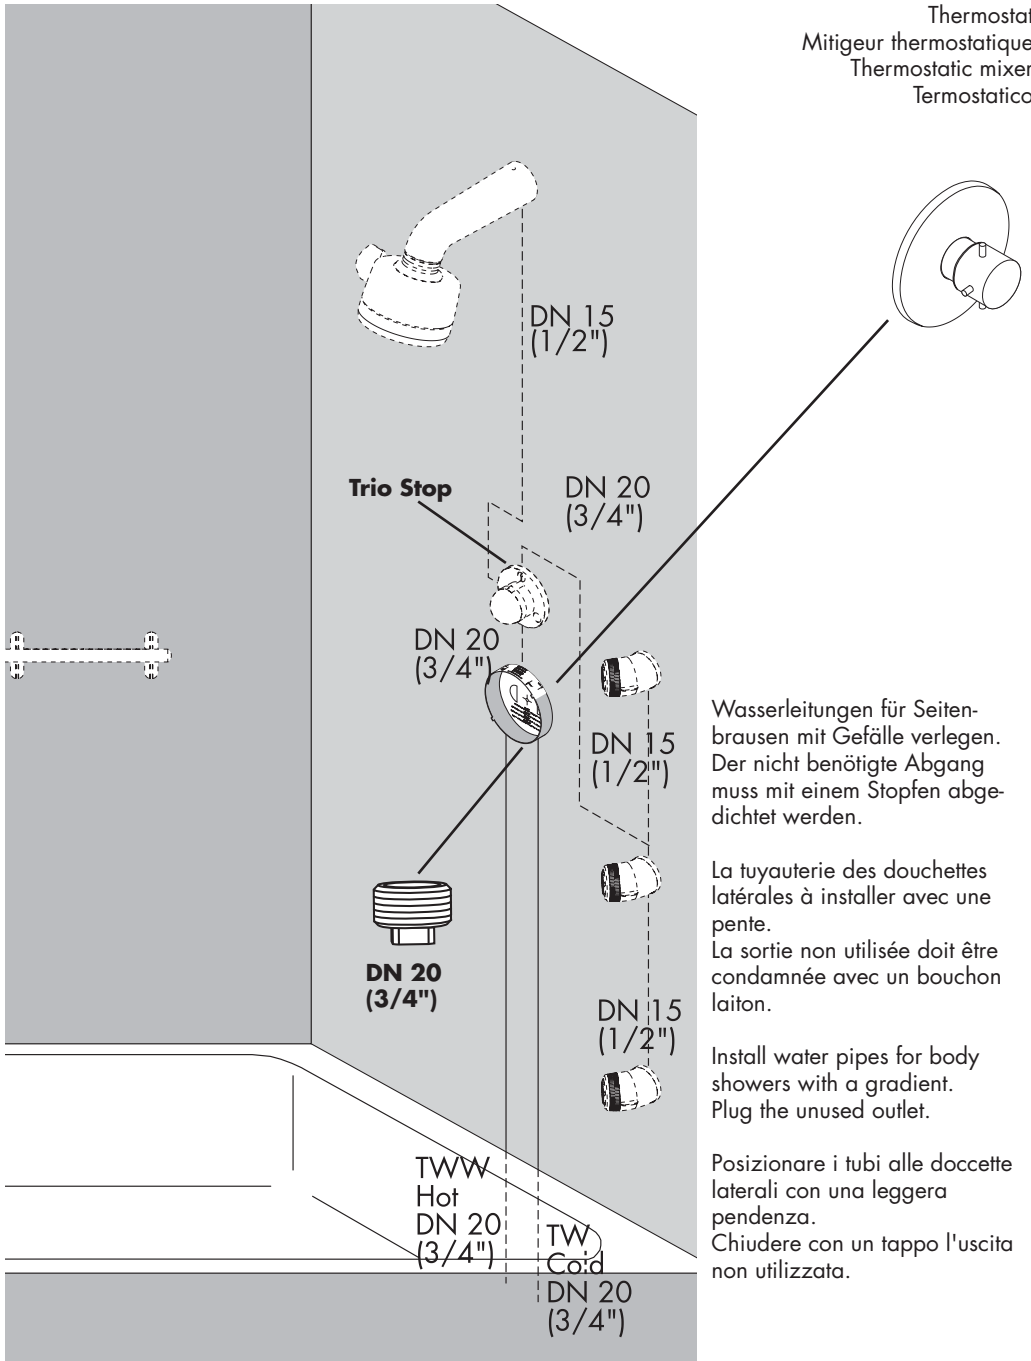 Thermostat
Mitigeur thermostatique
Thermostatic mixer
Termostatico
DN 15
(1/2")
Trio Stop
DN 20
(3/4")
DN 20
(3/4")
DN 15
(1/2")
DN 20
(3/4")
DN 15
(1/2")
TWW
Hot
DN 20
(3/4")
TW
Cold
DN 20
(3/4")
Wasserleitungen für Seiten-
brausen mit Gefälle verlegen.
Der nicht benötigte Abgang
muss mit einem Stopfen abge-
dichtet werden.
La tuyauterie des douchettes
latérales à installer avec une
pente.
La sortie non utilisée doit être
condamnée avec un bouchon
laiton.
Install water pipes for body
showers with a gradient.
Plug the unused outlet.
Posizionare i tubi alle doccette
laterali con una leggera
pendenza.
Chiudere con un tappo l'uscita
non utilizzata.